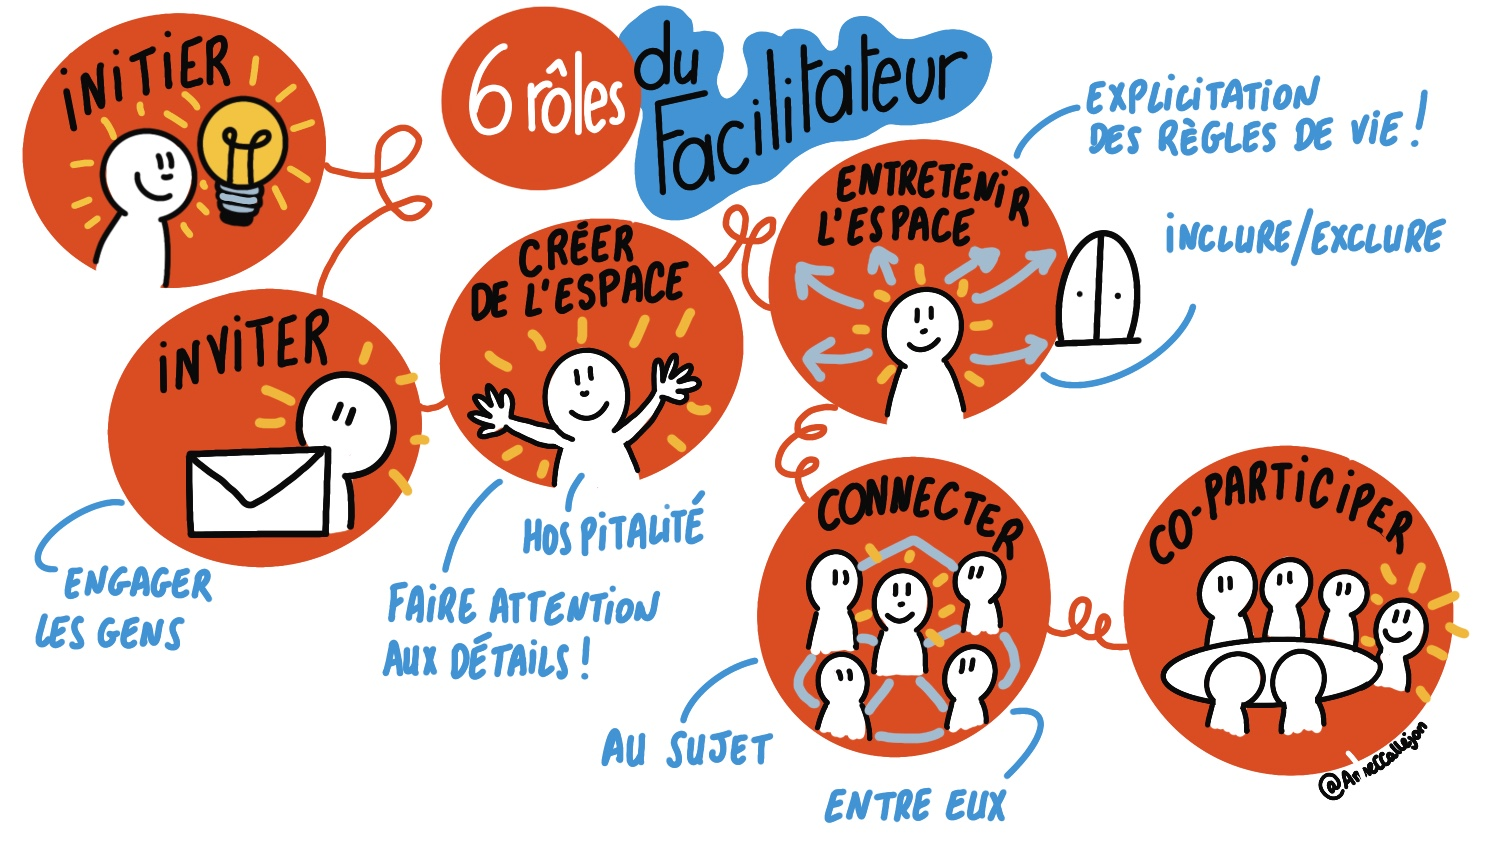 6 rôles
du
Facilitateur
INITIER
INVITER
ENGAGER
LES GENS
CRÉER
DE L'ESPACE
HOSPITALITÉ
FAIRE ATTENTION
AUX DÉTAILS !
ENTRETENIR
L'ESPACE
EXPLICITATION
DES RÈGLES DE VIE !
INCLURE/EXCLURE
CONNECTER
AU SUJET
ENTRE EUX
CO-PARTICIPER